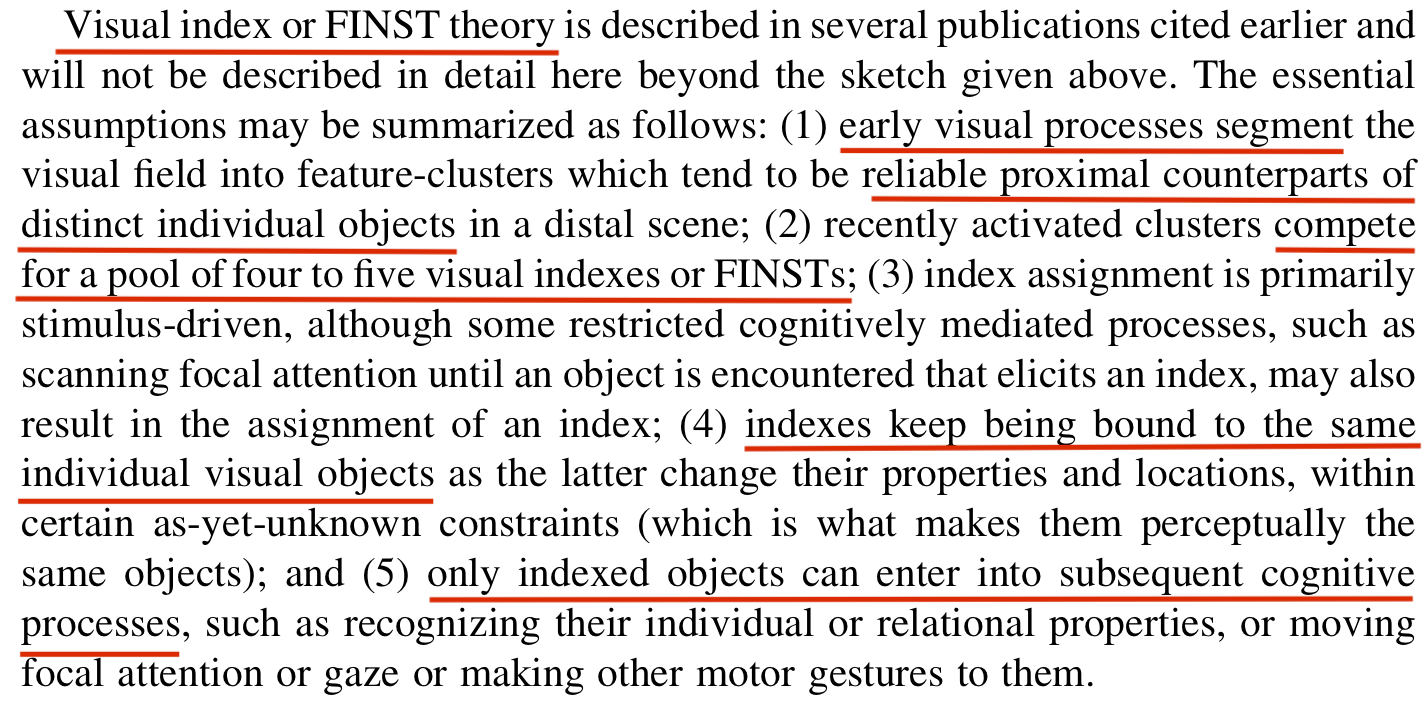 Visual index or FINST theory is described in several publications cited earlier and
will not be described in detail here beyond the sketch given above. The essential
assumptions may be summarized as follows: (1) early visual processes segment the
visual field into feature-clusters which tend to be reliable proximal counterparts of
distinct individual objects in a distal scene; (2) recently activated clusters compete
for a pool of four to five visual indexes or FINSTs; (3) index assignment is primarily
stimulus-driven, although some restricted cognitively mediated processes, such as
scanning focal attention until an object is encountered that elicits an index, may also
result in the assignment of an index; (4) indexes keep being bound to the same
individual visual objects as the latter change their properties and locations, within
certain as-yet-unknown constraints (which is what makes them perceptually the
same objects); and (5) only indexed objects can enter into subsequent cognitive
processes, such as recognizing their individual or relational properties, or moving
focal attention or gaze or making other motor gestures to them.